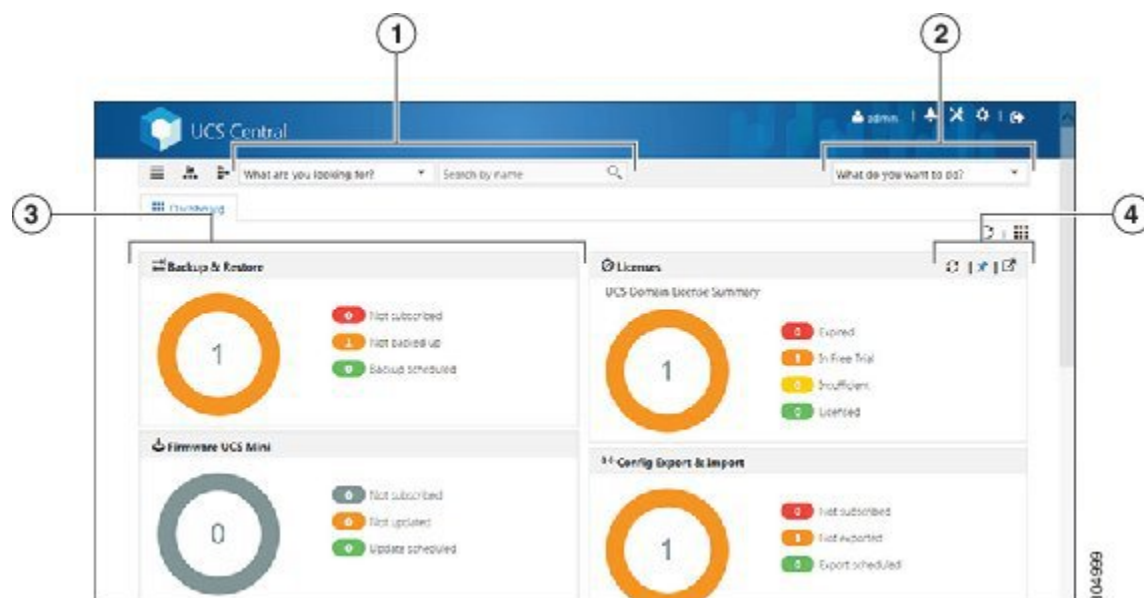 1
2
UCS Central
admin
What are you looking for?
Search by name
What do you want to do?
Dashboard
3
4
Backup & Restore
1
0 Not subscribed
1 Not backed up
0 Backup scheduled
Licenses
UCS Domain License Summary
1
0 Expired
1 In Free Trial
0 Insufficient
0 Licensed
Firmware UCS Mini
0
0 Not subscribed
0 Not updated
0 Update scheduled
Config Export & Import
1
0 Not subscribed
1 Not exported
0 Export scheduled
104999